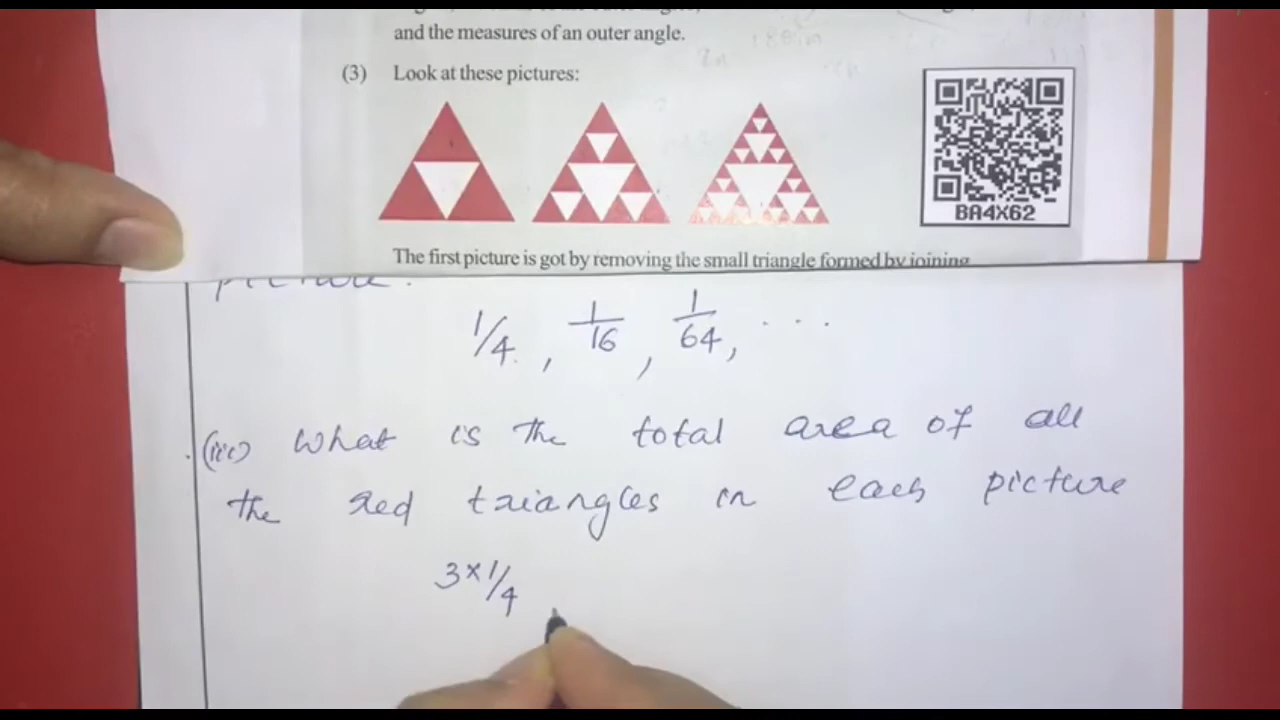 and the measures of an outer angle.
(3) Look at these pictures:
BA4X62
The first picture is got by removing the small triangle formed by joining
picture.
1/4, 1/16, 1/64, ...
(iii) What is the total area of all
the red triangles in each picture
3 × 1/4